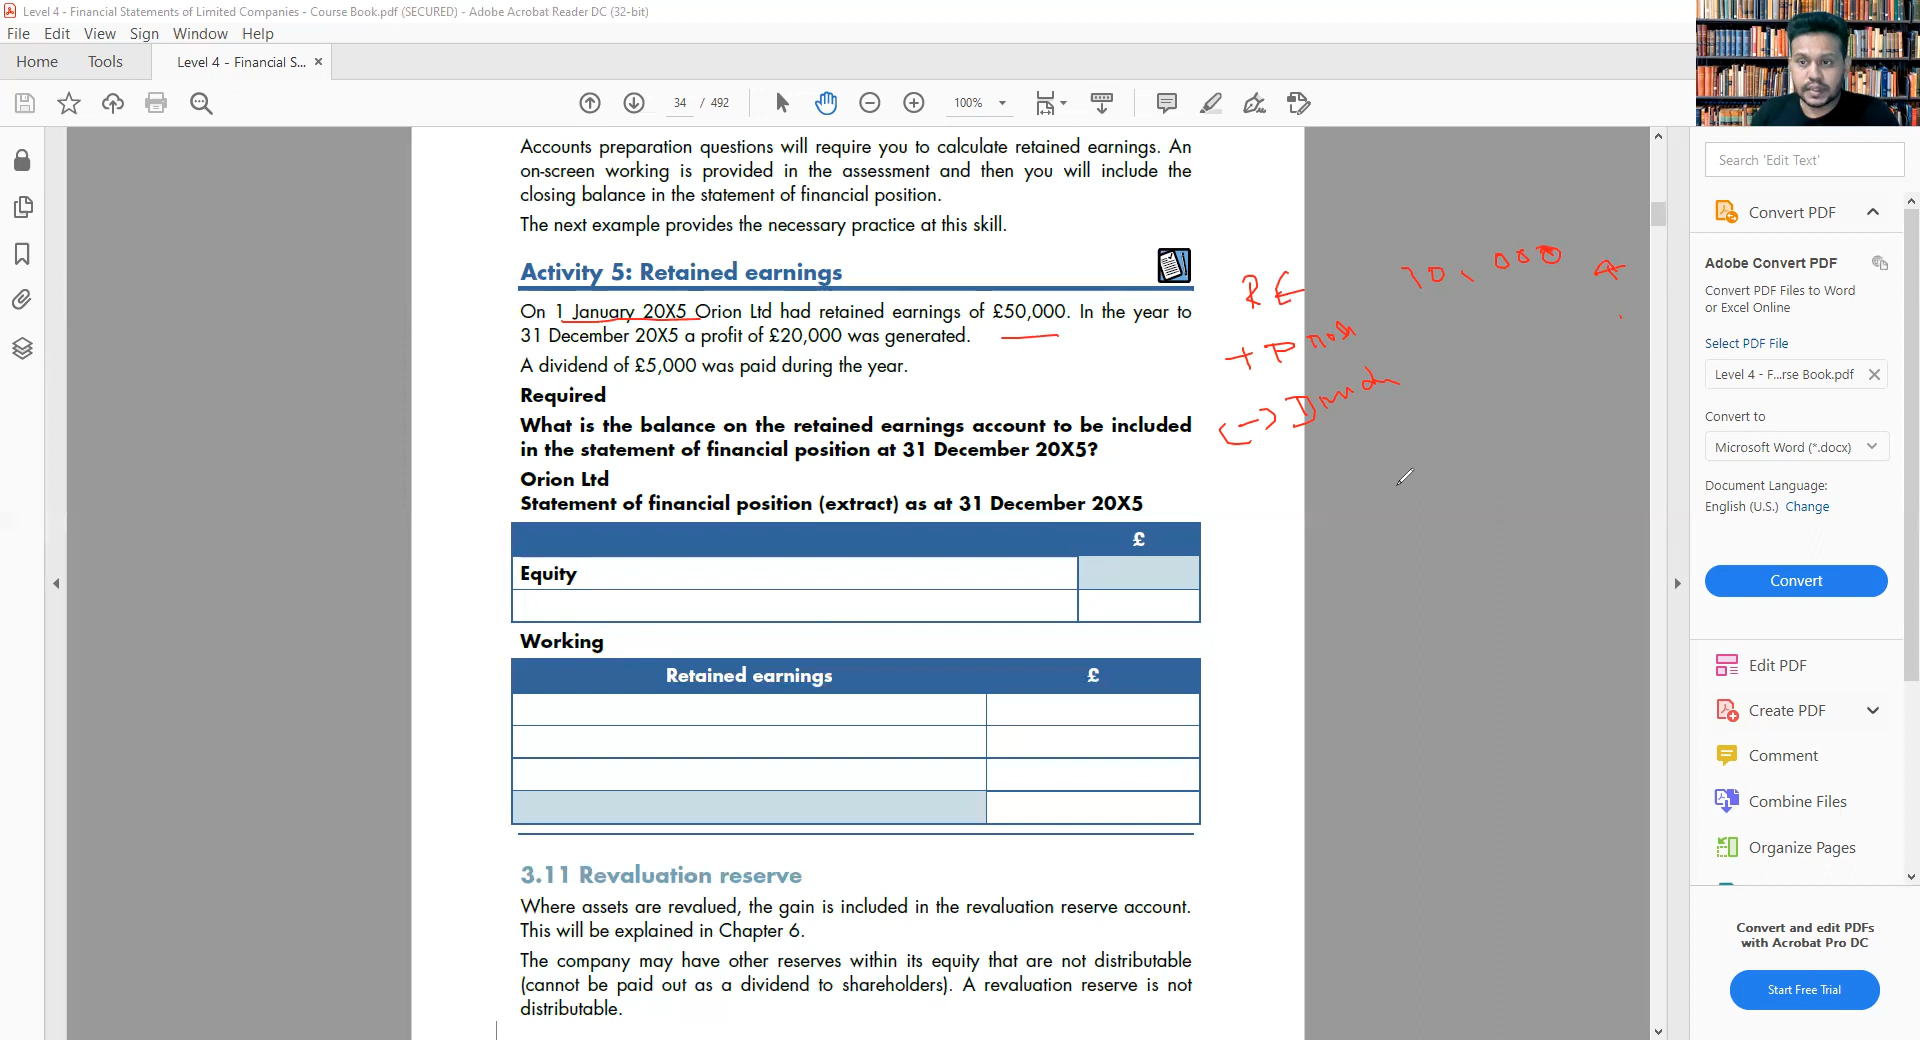 Level 4 - Financial Statements of Limited Companies - Course Book.pdf (SECURED) - Adobe Acrobat Reader DC (32-bit)
File Edit View Sign Window Help
Home Tools Level 4 - Financial S... ×
34 / 492 100%
Accounts preparation questions will require you to calculate retained earnings. An
on-screen working is provided in the assessment and then you will include the
closing balance in the statement of financial position.
The next example provides the necessary practice at this skill.
Activity 5: Retained earnings
On 1 January 20X5 Orion Ltd had retained earnings of £50,000. In the year to
31 December 20X5 a profit of £20,000 was generated.
A dividend of £5,000 was paid during the year.
Required
What is the balance on the retained earnings account to be included
in the statement of financial position at 31 December 20X5?
Orion Ltd
Statement of financial position (extract) as at 31 December 20X5
£
Equity
Working
Retained earnings £
3.11 Revaluation reserve
Where assets are revalued, the gain is included in the revaluation reserve account.
This will be explained in Chapter 6.
The company may have other reserves within its equity that are not distributable
(cannot be paid out as a dividend to shareholders). A revaluation reserve is not
distributable.
RE
10,000
+
(-)
Search 'Edit Text'
Convert PDF
Adobe Convert PDF
Convert PDF Files to Word
or Excel Online
Select PDF File
Level 4 - F...rse Book.pdf
Convert to
Microsoft Word (*.docx)
Document Language:
English (U.S.) Change
Convert
Edit PDF
Create PDF
Comment
Combine Files
Organize Pages
Convert and edit PDFs
with Acrobat Pro DC
Start Free Trial